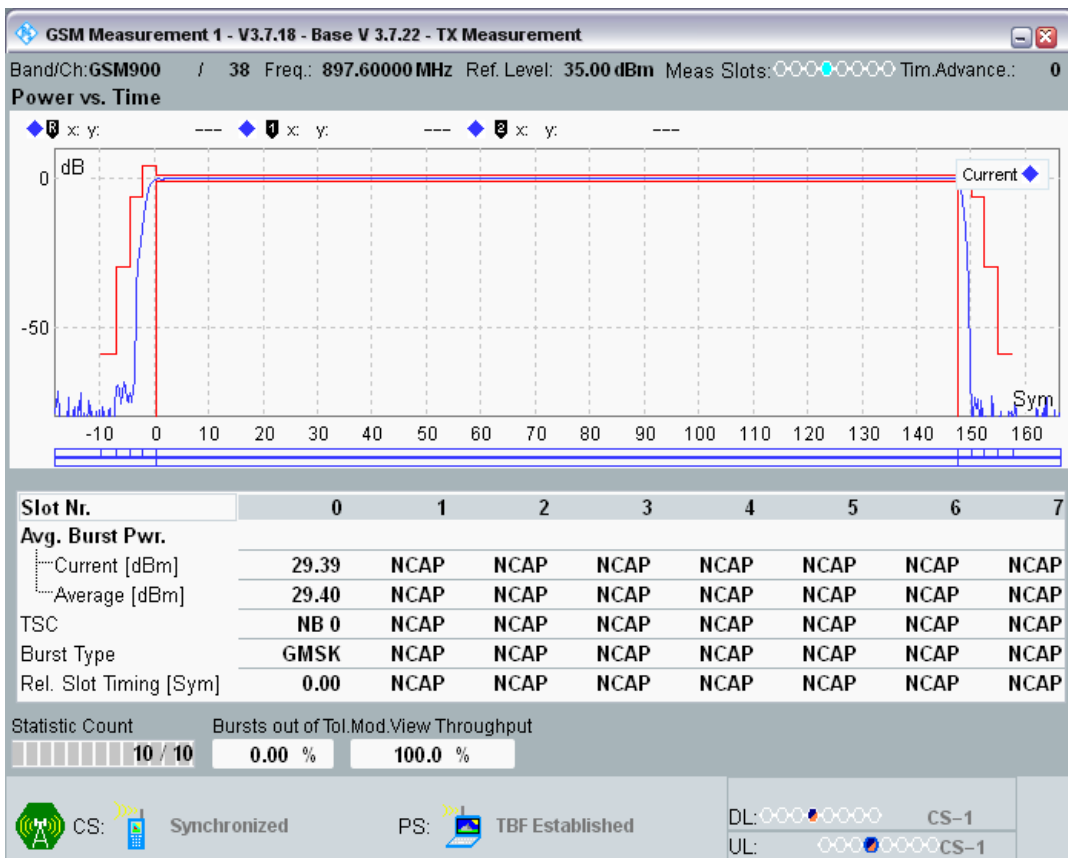 GSM Measurement 1 - V3.7.18 - Base V 3.7.22 - TX Measurement
Band/Ch:GSM900 / 38 Freq.: 897.60000 MHz Ref. Level: 35.00 dBm Meas Slots: Tim.Advance.: 0
Power vs. Time
R x: y: --- 1 x: y: --- 2 x: y: ---
dB
Current
0
-50
Sym
-10 0 10 20 30 40 50 60 70 80 90 100 110 120 130 140 150 160
Slot Nr. 0 1 2 3 4 5 6 7
Avg. Burst Pwr.
Current [dBm] 29.39 NCAP NCAP NCAP NCAP NCAP NCAP NCAP
Average [dBm] 29.40 NCAP NCAP NCAP NCAP NCAP NCAP NCAP
TSC NB 0 NCAP NCAP NCAP NCAP NCAP NCAP NCAP
Burst Type GMSK NCAP NCAP NCAP NCAP NCAP NCAP NCAP
Rel. Slot Timing [Sym] 0.00 NCAP NCAP NCAP NCAP NCAP NCAP NCAP
Statistic Count Bursts out of Tol.Mod.View Throughput
10 / 10 0.00 % 100.0 %
CS: Synchronized PS: TBF Established
DL: CS-1
UL: CS-1